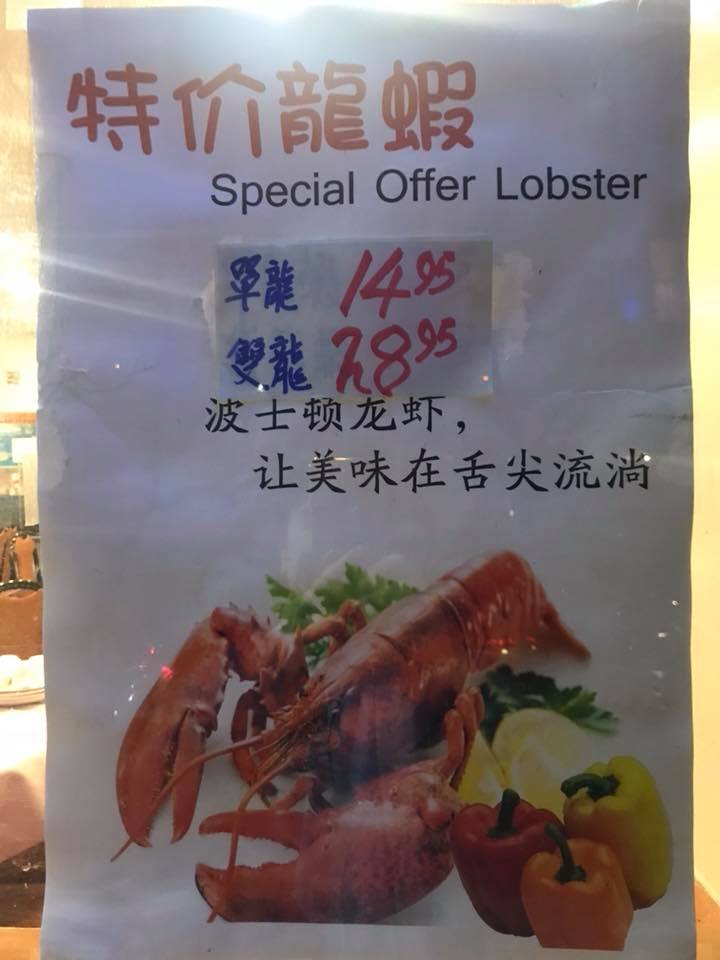 特价龍蝦
Special Offer Lobster
單龍 14.95
雙龍 28.95
波士顿龙虾，
让美味在舌尖流淌